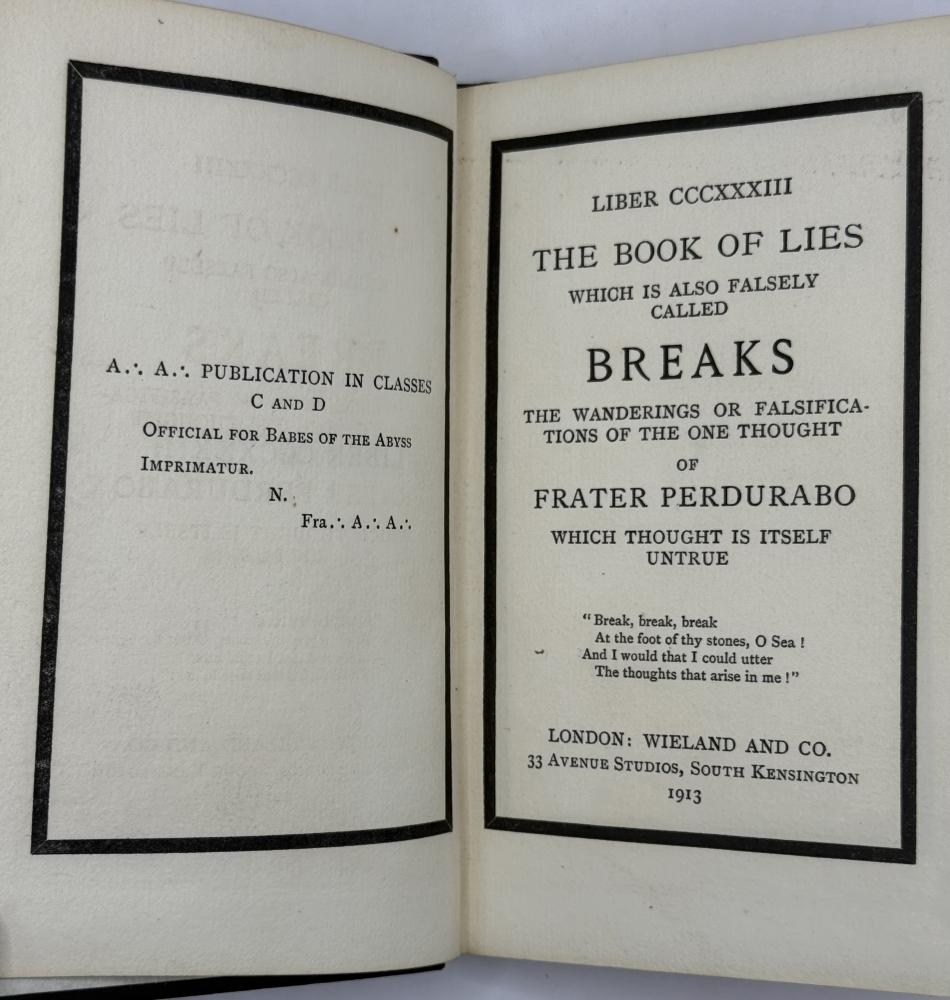 A∴ A∴ PUBLICATION IN CLASSES
C AND D
OFFICIAL FOR BABES OF THE ABYSS
IMPRIMATUR.
N.
Fra∴ A∴ A∴
LIBER CCCXXXIII
THE BOOK OF LIES
WHICH IS ALSO FALSELY
CALLED
BREAKS
THE WANDERINGS OR FALSIFICA-
TIONS OF THE ONE THOUGHT
OF
FRATER PERDURABO
WHICH THOUGHT IS ITSELF
UNTRUE
"Break, break, break
At the foot of thy stones, O Sea!
And I would that I could utter
The thoughts that arise in me!"
LONDON: WIELAND AND CO.
33 AVENUE STUDIOS, SOUTH KENSINGTON
1913